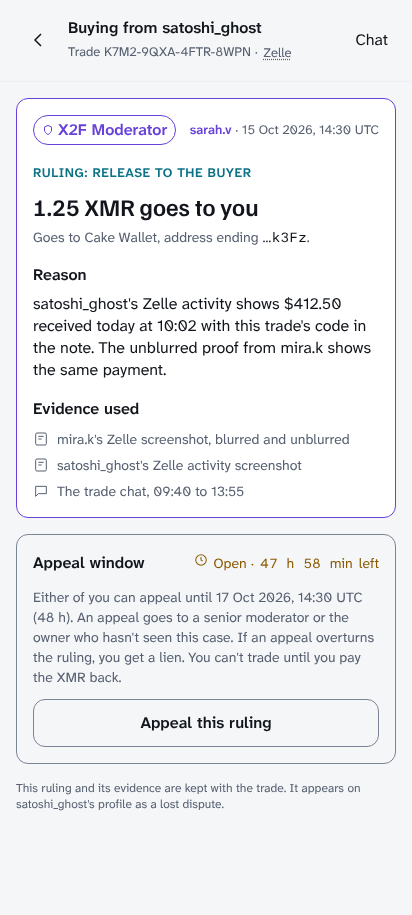 Buying from satoshi_ghost
Trade K7M2-9QXA-4FTR-8WPN · Zelle
Chat
X2F Moderator
sarah.v · 15 Oct 2026, 14:30 UTC
RULING: RELEASE TO THE BUYER
1.25 XMR goes to you
Goes to Cake Wallet, address ending …k3Fz.
Reason
satoshi_ghost's Zelle activity shows $412.50
received today at 10:02 with this trade's code in
the note. The unblurred proof from mira.k shows
the same payment.
Evidence used
mira.k's Zelle screenshot, blurred and unblurred
satoshi_ghost's Zelle activity screenshot
The trade chat, 09:40 to 13:55
Appeal window
Open · 47 h 58 min left
Either of you can appeal until 17 Oct 2026, 14:30 UTC
(48 h). An appeal goes to a senior moderator or the
owner who hasn't seen this case. If an appeal overturns
the ruling, you get a lien. You can't trade until you pay
the XMR back.
Appeal this ruling
This ruling and its evidence are kept with the trade. It appears on
satoshi_ghost's profile as a lost dispute.